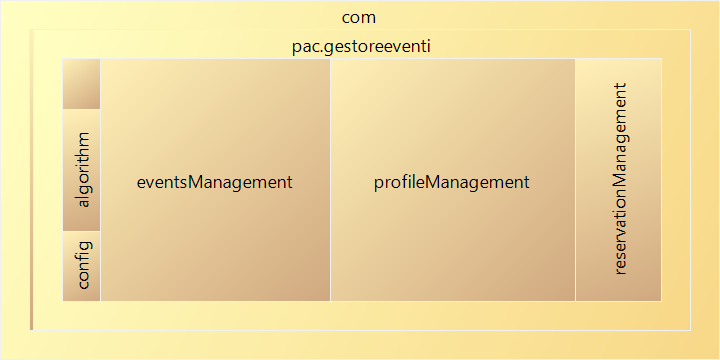 com
pac.gestoreeventi
algorithm
config
eventsManagement
profileManagement
reservationManagement